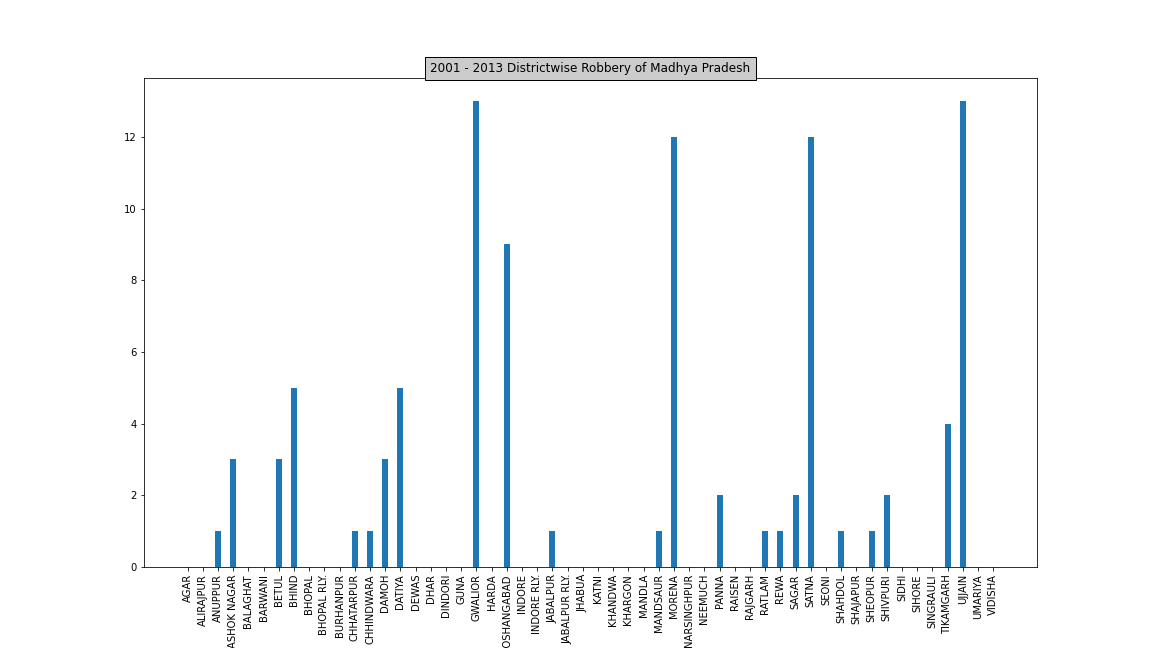 2001 - 2013 Districtwise Robbery of Madhya Pradesh
12
10
8
6
4
2
0
AGAR
ALIRAJPUR
ANUPPUR
ASHOK NAGAR
BALAGHAT
BARWANI
BETUL
BHIND
BHOPAL
BHOPAL RLY.
BURHANPUR
CHHATARPUR
CHHINDWARA
DAMOH
DATIYA
DEWAS
DHAR
DINDORI
GUNA
GWALIOR
HARDA
OSHANGABAD
INDORE
INDORE RLY.
JABALPUR
JABALPUR RLY.
JHABUA
KATNI
KHANDWA
KHARGON
MANDLA
MANDSAUR
MORENA
NARSINGHPUR
NEEMUCH
PANNA
RAISEN
RAJGARH
RATLAM
REWA
SAGAR
SATNA
SEONI
SHAHDOL
SHAJAPUR
SHEOPUR
SHIVPURI
SIDHI
SIHORE
SINGRAULI
TIKAMGARH
UJJAIN
UMARIYA
VIDISHA